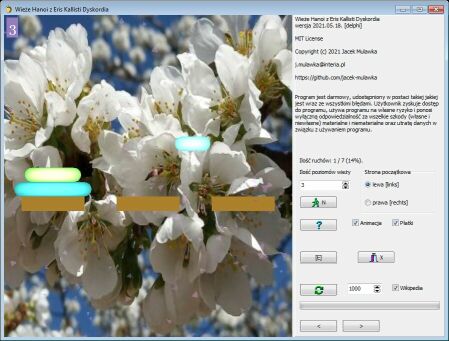 Wieże Hanoi z Eris Kallisti Dyskordia
3
Wieże Hanoi z Eris Kallisti Dyskordia
wersja 2021.05.18. [delphi]
MIT License
Copyright (c) 2021 Jacek Mulawka
j.mulawka@interia.pl
https://github.com/jacek-mulawka
Program jest darmowy, udostępniony w postaci takiej jakiej
jest wraz ze wszystkimi błędami. Użytkownik zyskuje dostęp
do programu, używa programu na własne ryzyko i ponosi
wyłączną odpowiedzialność za wszelkie szkody (własne i
niewłasne) materialne i niematerialne oraz utratę danych w
związku z używaniem programu.
Ilość ruchów: 1 / 7 (14%).
Ilość poziomów wieży
Strona początkowa
3
lewa [links]
N
prawa [rechts]
?
Animacja
Płatki
[E]
X
1000
Wikipedia
<
>